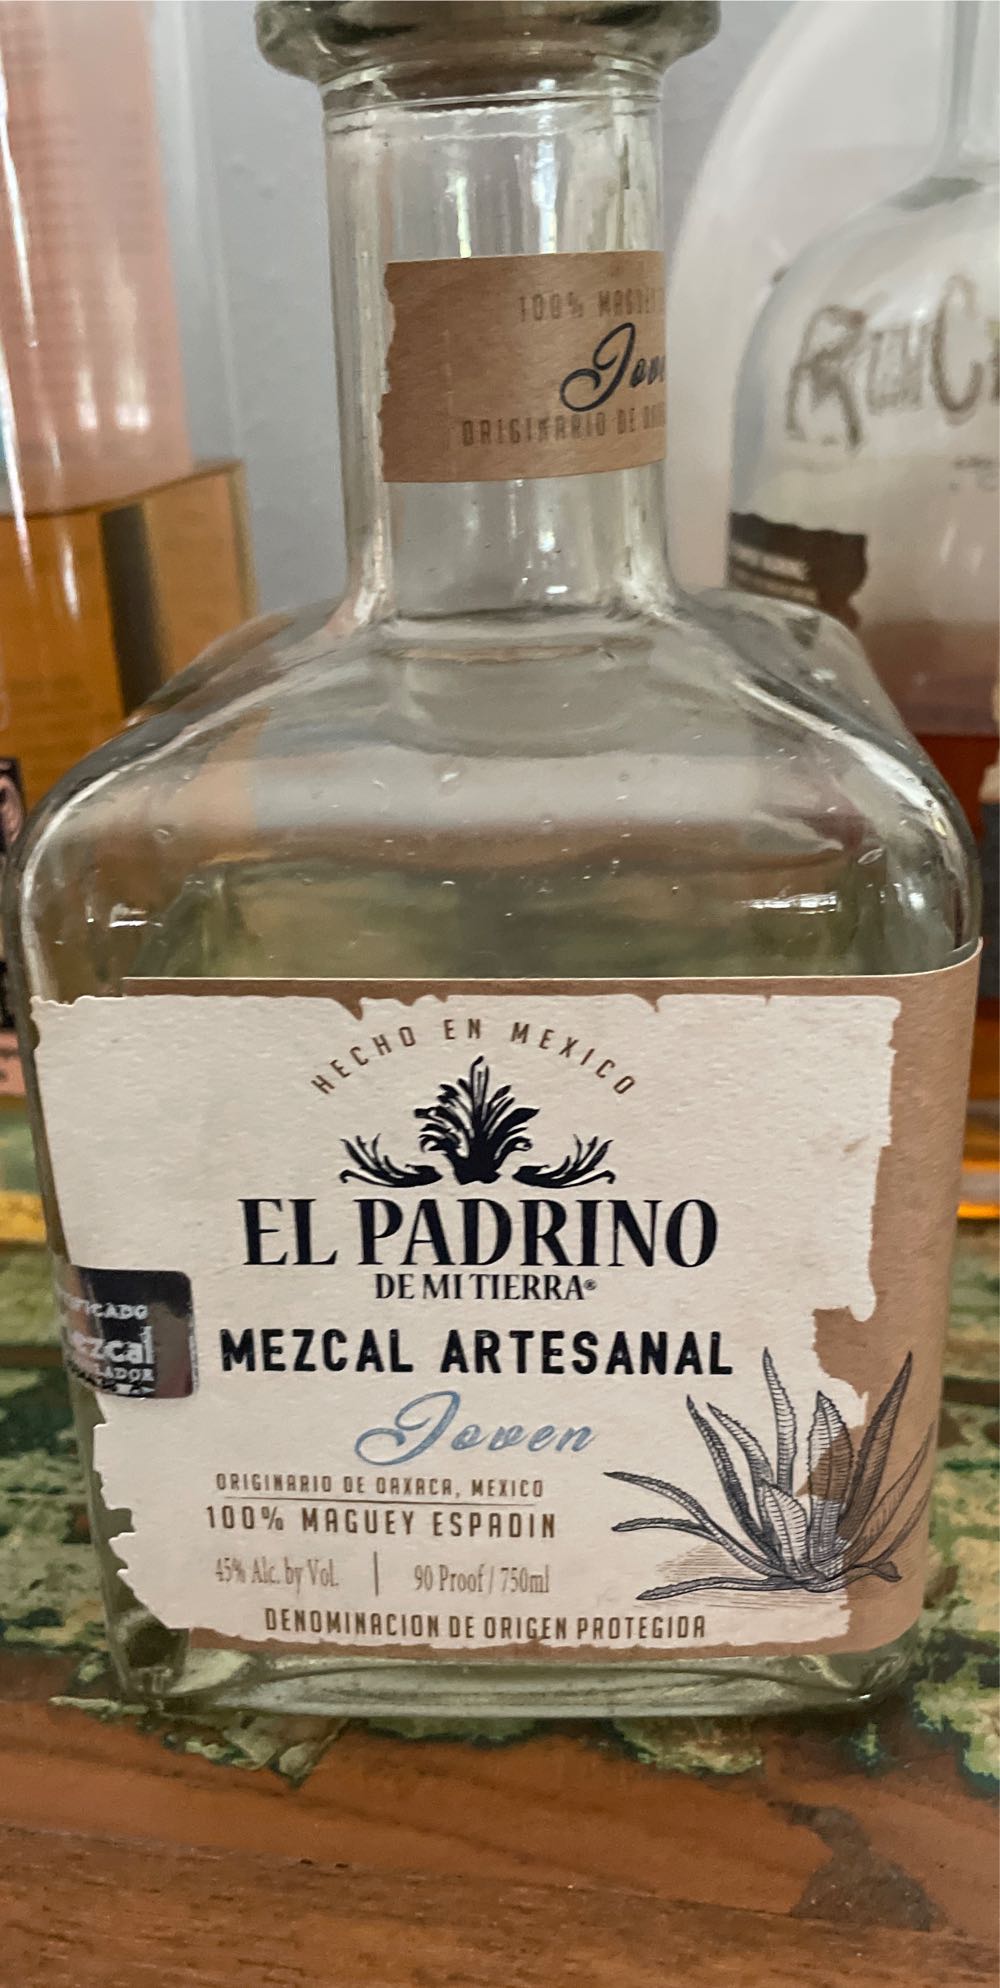 100% MAGUEY
Joven
ORIGINARIO DE
HECHO EN MEXICO
EL PADRINO
DE MI TIERRA®
MEZCAL ARTESANAL
Joven
ORIGINARIO DE OAXACA, MEXICO
100% MAGUEY ESPADIN
45% Alc. by Vol. | 90 Proof / 750ml
DENOMINACION DE ORIGEN PROTEGIDA